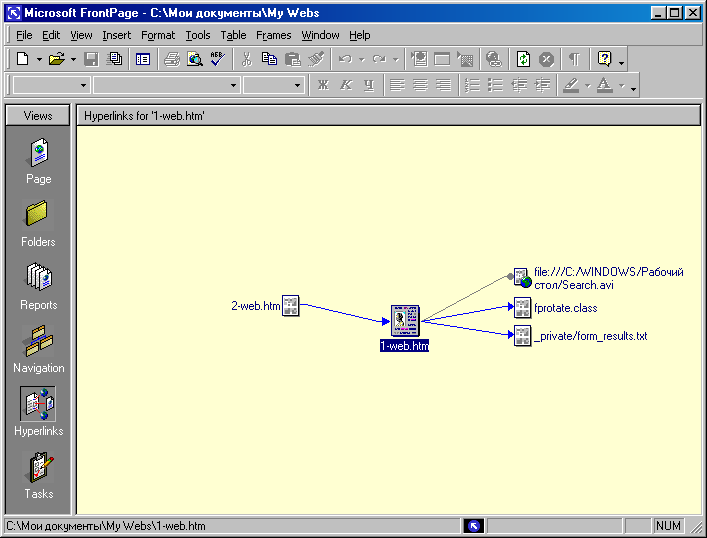 Microsoft FrontPage - C:\Мои документы\My Webs
File Edit View Insert Format Tools Table Frames Window Help
АБВ
Ж К Ч
A
Views
Hyperlinks for '1-web.htm'
Page
Folders
Reports
Navigation
Hyperlinks
Tasks
file:///C:/WINDOWS/Рабочий
стол/Search.avi
2-web.htm
fprotate.class
1-web.htm
_private/form_results.txt
C:\Мои документы\My Webs\1-web.htm
NUM